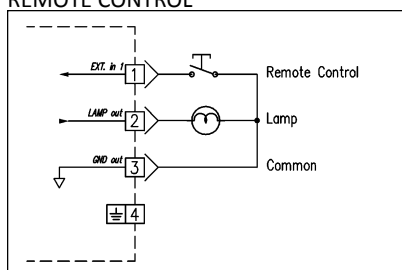 REMOTE CONTROL
EXT. in 1
1
Remote Control
LAMP out
2
Lamp
GND out
3
Common
4